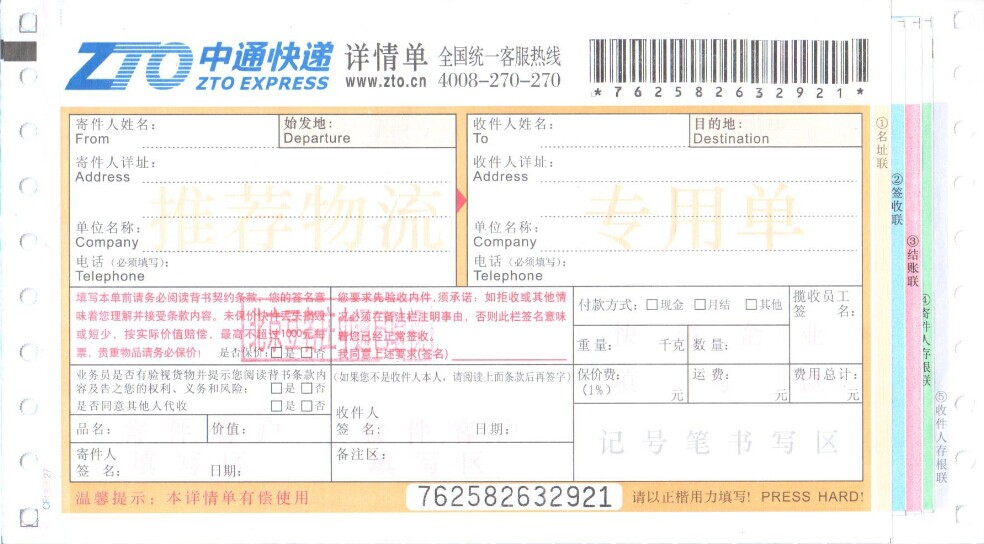 ZTO 中通快递 详情单 全国统一客服热线
ZTO EXPRESS www.zto.cn 4008-270-270
*762582632921*
寄件人姓名: 始发地:
From Departure
寄件人详址:
Address
单位名称:
Company
电话(必须填写):
Telephone
收件人姓名: 目的地:
To Destination
收件人详址:
Address
单位名称:
Company
电话(必须填写):
Telephone
推荐物流 专用单
填写本单前请务必阅读背书契约条款、您的签名意
味着您理解并接受条款内容。未保价快件丢失损毁
或短少，按实际价值赔偿，最高不超过1000元每
票，贵重物品请务必保价! 是否保价:□是□否
您要求先验收内件,须承诺：如拒收或其他情
况必须在备注栏注明事由，否则此栏签名意味
着您已经正常签收。
我同意上述要求(签名)
付款方式: □现金 □月结 □其他
揽收员工
签 名:
重量: 千克 数量:
业务员是否有验视货物并提示您阅读背书条款内
容及告之您的权利、义务和风险: □是□否
是否同意其他人代收 □是□否
(如果您不是收件人本人，请阅读上面条款后再签字)
收件人
签 名: 日期:
保价费:
(1%) 元
运费:
元
费用总计:
元
品名: 价值:
寄件人
签 名: 日期:
备注区:
记号笔书写区
温馨提示：本详情单有偿使用 762582632921 请以正楷用力填写! PRESS HARD!
①名址联
②签收联
③结账联
④寄件人存根联
⑤收件人存根联